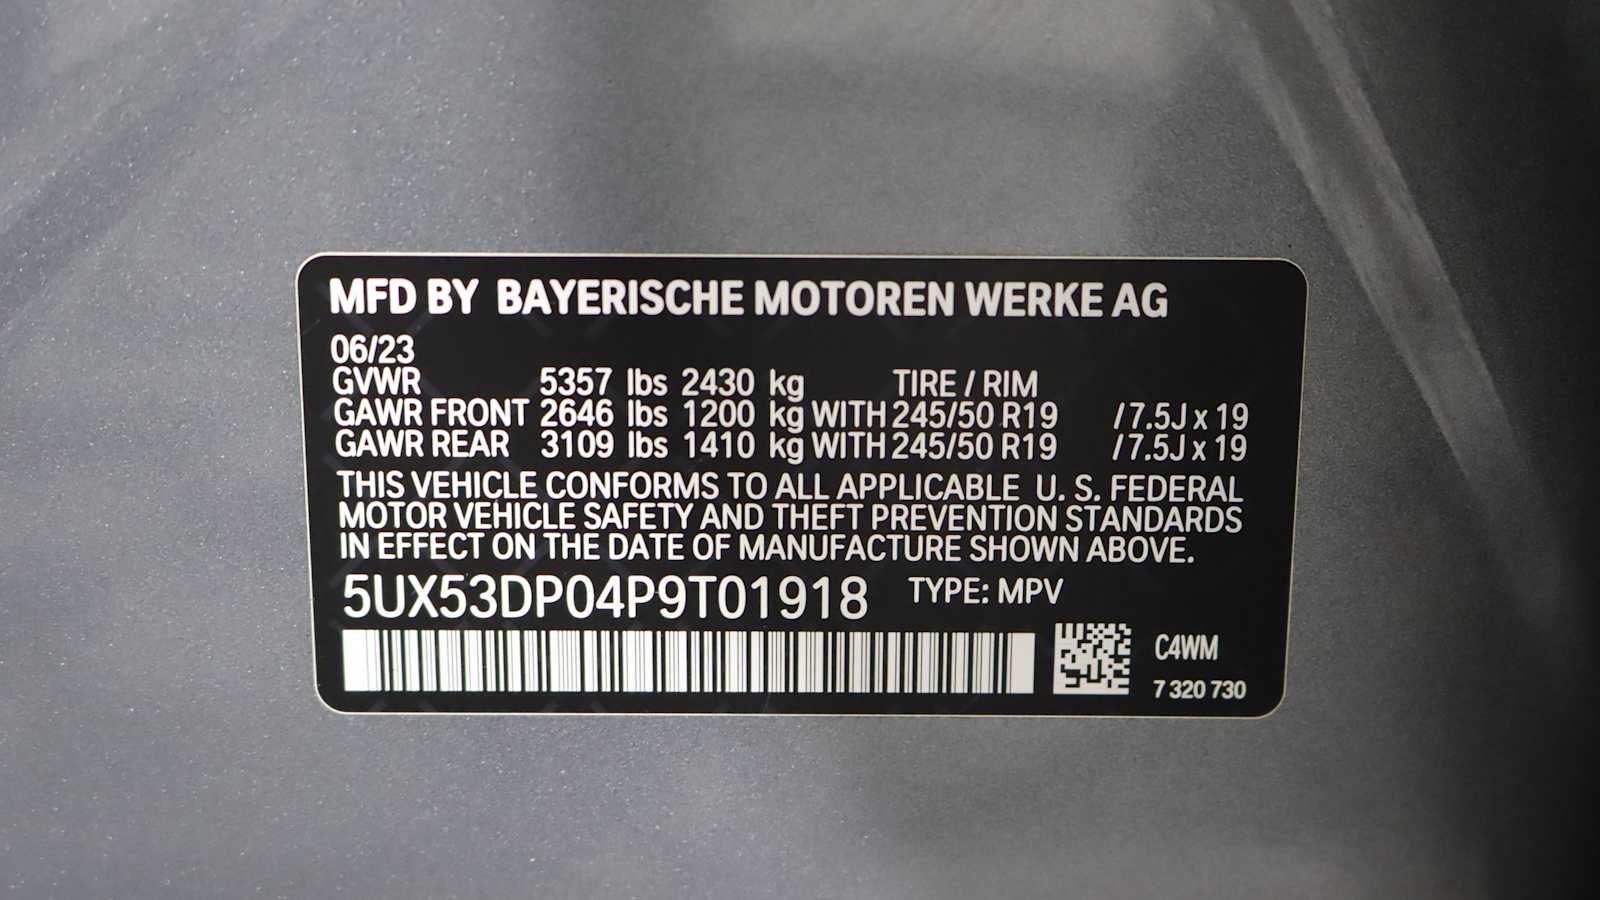 MFD BY BAYERISCHE MOTOREN WERKE AG
06/23
GVWR 5357 lbs 2430 kg TIRE / RIM
GAWR FRONT 2646 lbs 1200 kg WITH 245/50 R19 /7.5J x 19
GAWR REAR 3109 lbs 1410 kg WITH 245/50 R19 /7.5J x 19
THIS VEHICLE CONFORMS TO ALL APPLICABLE U. S. FEDERAL
MOTOR VEHICLE SAFETY AND THEFT PREVENTION STANDARDS
IN EFFECT ON THE DATE OF MANUFACTURE SHOWN ABOVE.
5UX53DP04P9T01918 TYPE: MPV
C4WM
7 320 730